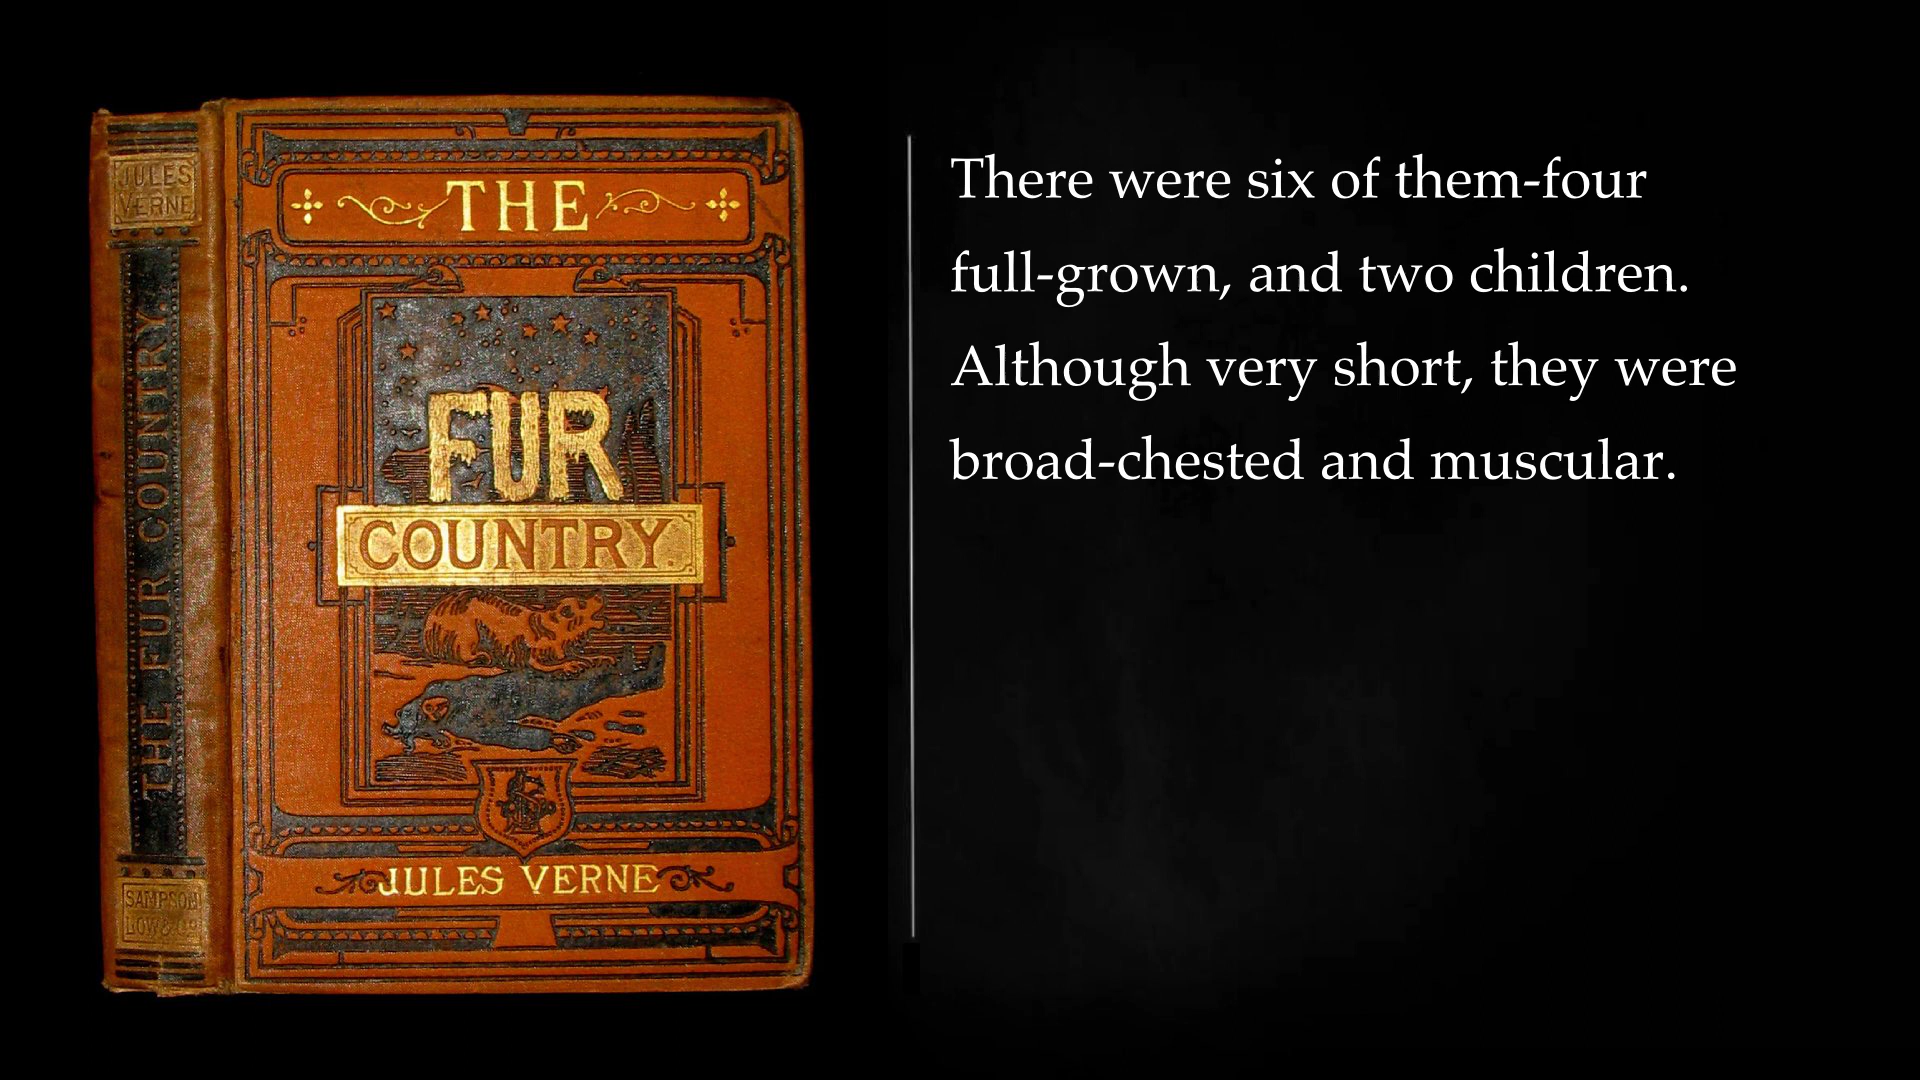 JULES
VERNE
THE FUR COUNTRY.
SAMPSON
LOW & Co
THE
FUR
COUNTRY.
JULES VERNE
There were six of them-four
full-grown, and two children.
Although very short, they were
broad-chested and muscular.